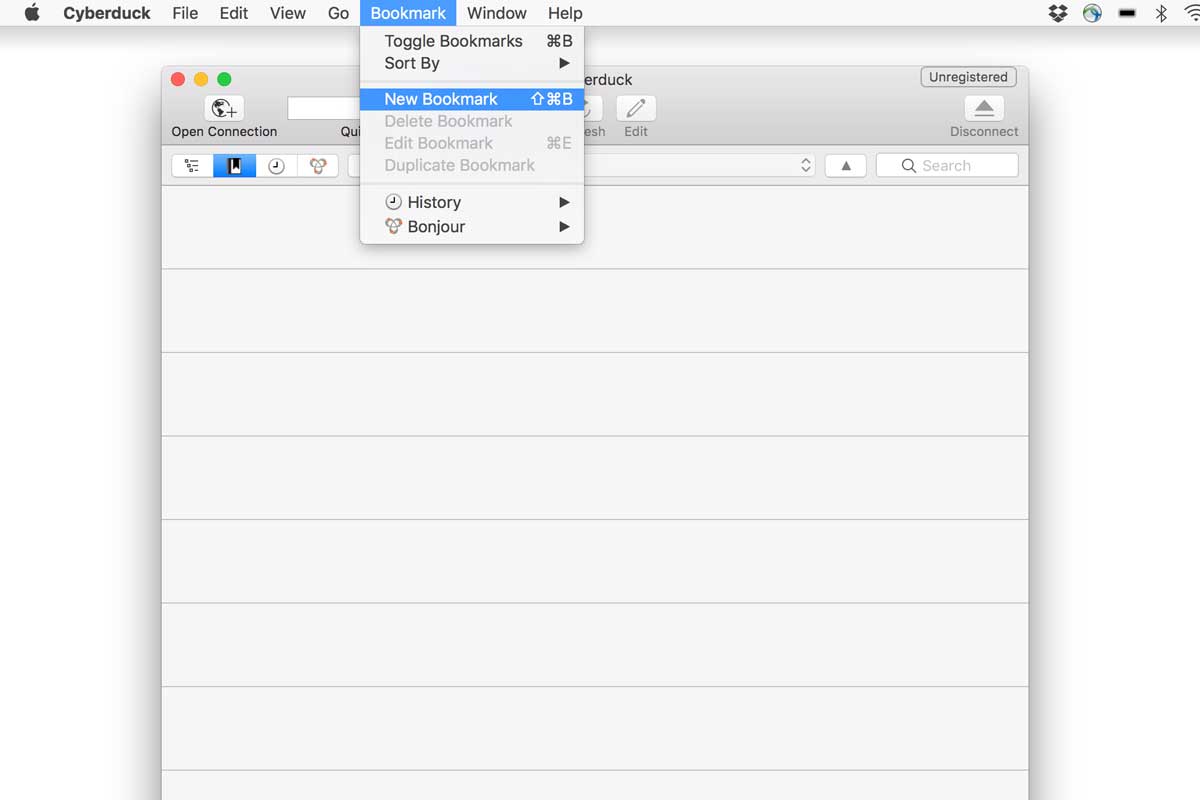 Cyberduck File Edit View Go Bookmark Window Help
Toggle Bookmarks ⌘B
Sort By ▶
New Bookmark ⇧⌘B
Delete Bookmark
Edit Bookmark ⌘E
Duplicate Bookmark
History ▶
Bonjour ▶
erduck
Unregistered
Open Connection
Qui
esh
Edit
Disconnect
Search